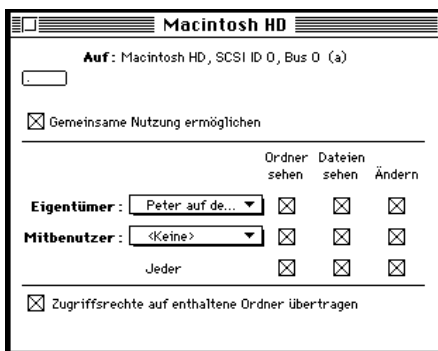 Macintosh HD
Auf: Macintosh HD, SCSI ID 0, Bus 0 (a)
Gemeinsame Nutzung ermöglichen
Ordner sehen Dateien sehen Ändern
Eigentümer: Peter auf de...
Mitbenutzer: <Keine>
Jeder
Zugriffsrechte auf enthaltene Ordner übertragen